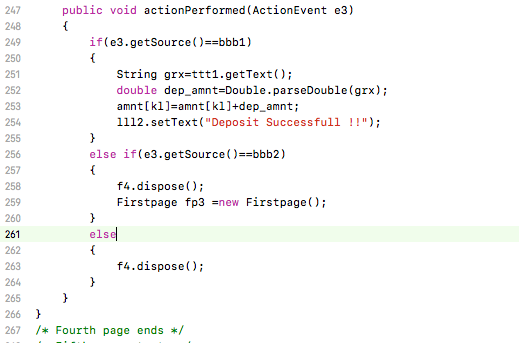 247 public void actionPerformed(ActionEvent e3)
248 {
249 if(e3.getSource()==bbb1)
250 {
251 String grx=ttt1.getText();
252 double dep_amnt=Double.parseDouble(grx);
253 amnt[kl]=amnt[kl]+dep_amnt;
254 lll2.setText("Deposit Successfull !!");
255 }
256 else if(e3.getSource()==bbb2)
257 {
258 f4.dispose();
259 Firstpage fp3 =new Firstpage();
260 }
261 else
262 {
263 f4.dispose();
264 }
265 }
266 }
267 /* Fourth page ends */